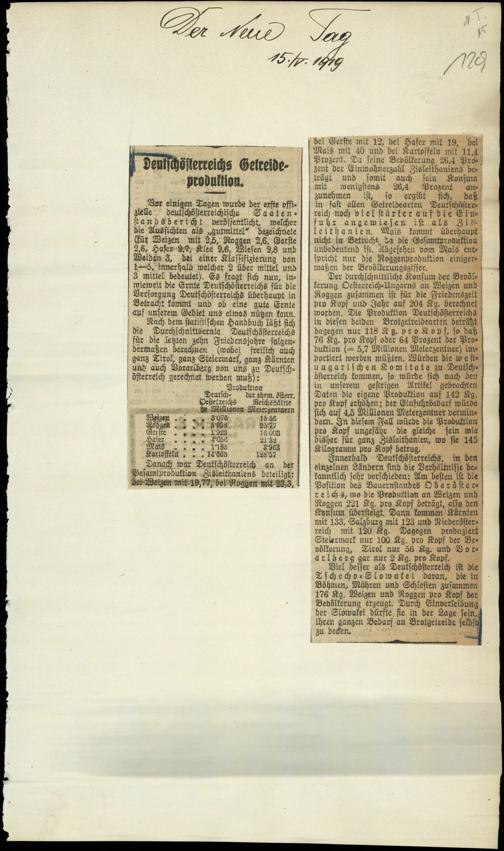 Der Neue Tag
15.IV.1919
N.T.
15
129
Deutschösterreichs Getreide-
produktion.
Vor einigen Tagen wurde der erste offi-
zielle deutschösterreichische Saaten-
standsbericht veröffentlicht, welcher
die Aussichten als „gutmittel" bezeichnete
(für Weizen mit 2,5, Roggen 2,6, Gerste
2,6, Hafer 2,7, Klee 2,6, Wiesen 2,8 und
Weiden 3, bei einer Klassifizierung von
1—5, innerhalb welcher 2 über mittel und
3 mittel bedeutet). Es fragt sich nun, in-
wieweit die Ernte Deutschösterreichs für die
Versorgung Deutschösterreichs überhaupt in
Betracht kommt und ob eine gute Ernte
auf unserem Gebiet uns etwas nützen kann.
Nach dem statistischen Handbuch läßt sich
die Durchschnittsernte Deutschösterreichs
für die letzten zehn Friedensjahre folgen-
dermaßen berechnen (wobei freilich auch
ganz Tirol, ganz Steiermark, ganz Kärnten
und auch Vorarlberg von uns zu Deutsch-
österreich gerechnet werden muß):
Produktion
Deutsch- der ehem. österr.
Oesterreichs Reichshälfte
in Millionen Meterzentnern
Weizen
Roggen
Gerste
Hafer
Mais
Kartoffeln
Danach war Deutschösterreich an der
Gesamtproduktion Zisleithaniens beteiligt:
bei Weizen mit 19,77, bei Roggen mit 23,3,
bei Gerste mit 12, bei Hafer mit 19, bei
Mais mit 40 und bei Kartoffeln mit 11,4
Prozent. Da seine Bevölkerung 26,4 Pro-
zent der Einwohnerzahl Zisleithaniens be-
trägt und somit auch sein Konsum mit
wenigstens 26,4 Prozent an-
zunehmen ist, so ergibt sich, daß
in fast allen Getreidearten Deutschöster-
reich noch viel stärker auf die Ein-
fuhr angewiesen ist als Zis-
leithanien. Mais kommt überhaupt
nicht in Betracht, da die Gesamtproduktion
unbedeutend ist. Abgesehen von Mais ent-
spricht nur die Roggenproduktion einiger-
maßen der Bevölkerungsziffer.
Der durchschnittliche Konsum der Bevöl-
kerung Oesterreich-Ungarns an Weizen und
Roggen zusammen ist für die Friedenszeit
pro Kopf und Jahr auf 204 Kg. berechnet
worden. Die Produktion Deutschösterreichs
in diesen beiden Brotgetreidearten beträgt
dagegen nur 118 Kg. pro Kopf, so daß
76 Kg. pro Kopf oder 64 Prozent der Pro-
duktion (= 5,7 Millionen Meterzentner) im-
portiert werden müßten. Würden die west-
ungarischen Komitate zu Deutsch-
österreich kommen, so würde sich nach den
in unserem gestrigen Artikel gebrachten
Daten die eigene Produktion auf 142 Kg.
pro Kopf erhöhen; der Einfuhrbedarf würde
sich auf 4,5 Millionen Meterzentner vermin-
dern. In diesem Fall würde die Produktion
pro Kopf ungefähr die gleiche sein wie
bisher für ganz Zisleithanien, wo sie 145
Kilogramm pro Kopf betrug.
Innerhalb Deutschösterreichs, in den
einzelnen Ländern sind die Verhältnisse be-
kanntlich sehr verschieden: Am besten ist die
Position des Bauernlandes Oberöster-
reichs, wo die Produktion an Weizen und
Roggen 221 Kg. pro Kopf beträgt, also den
Konsum übersteigt. Dann kommen Kärnten
mit 133, Salzburg mit 123 und Niederöster-
reich mit 120 Kg. Dagegen produziert
Steiermark nur 100 Kg. pro Kopf der Be-
völkerung, Tirol nur 56 Kg. und Vor-
arlberg gar nur 2 Kg. pro Kopf.
Viel besser als Deutschösterreich ist die
Tschecho-Slowakei daran, die in
Böhmen, Mähren und Schlesien zusammen
176 Kg. Weizen und Roggen pro Kopf der
Bevölkerung erzeugt. Durch Einverleibung
der Slowakei dürfte sie in der Lage sein,
ihren ganzen Bedarf an Brotgetreide selbst
zu decken.